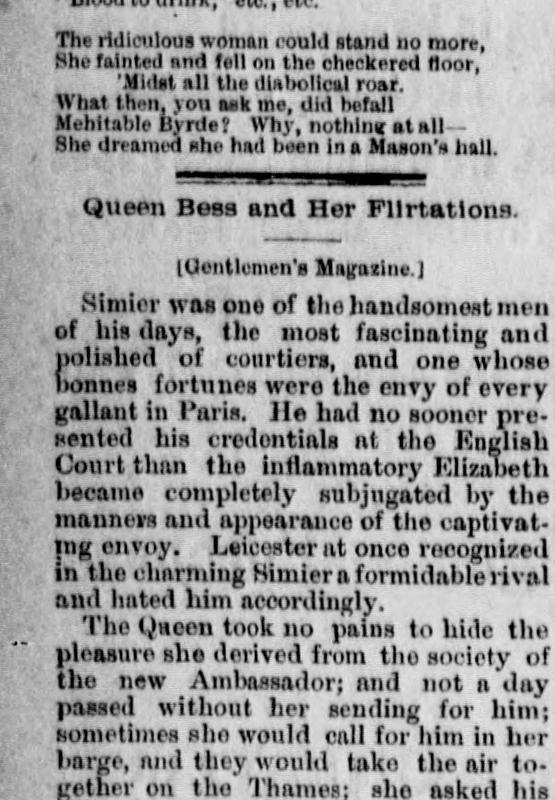 Blood to drink, etc., etc.
The ridiculous woman could stand no more,
She fainted and fell on the checkered floor,
'Midst all the diabolical roar.
What then, you ask me, did befall
Mehitable Byrde? Why, nothing at all—
She dreamed she had been in a Mason's hall.
Queen Bess and Her Flirtations.
[Gentlemen's Magazine.]
Simier was one of the handsomest men
of his days, the most fascinating and
polished of courtiers, and one whose
bonnes fortunes were the envy of every
gallant in Paris. He had no sooner pre-
sented his credentials at the English
Court than the inflammatory Elizabeth
became completely subjugated by the
manners and appearance of the captivat-
ing envoy. Leicester at once recognized
in the charming Simier a formidable rival
and hated him accordingly.
The Queen took no pains to hide the
pleasure she derived from the society of
the new Ambassador; and not a day
passed without her sending for him;
sometimes she would call for him in her
barge, and they would take the air to-
gether on the Thames; she asked his